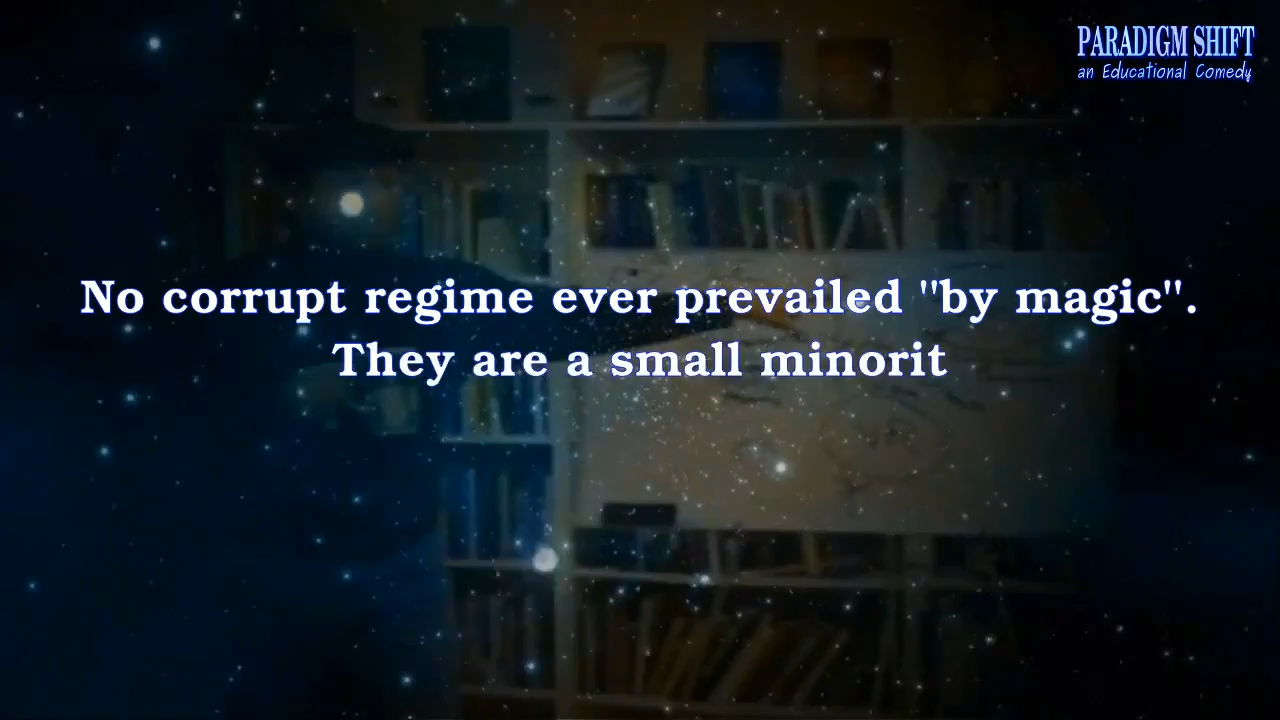 PARADIGM SHIFT
an Educational Comedy
No corrupt regime ever prevailed "by magic".
They are a small minorit